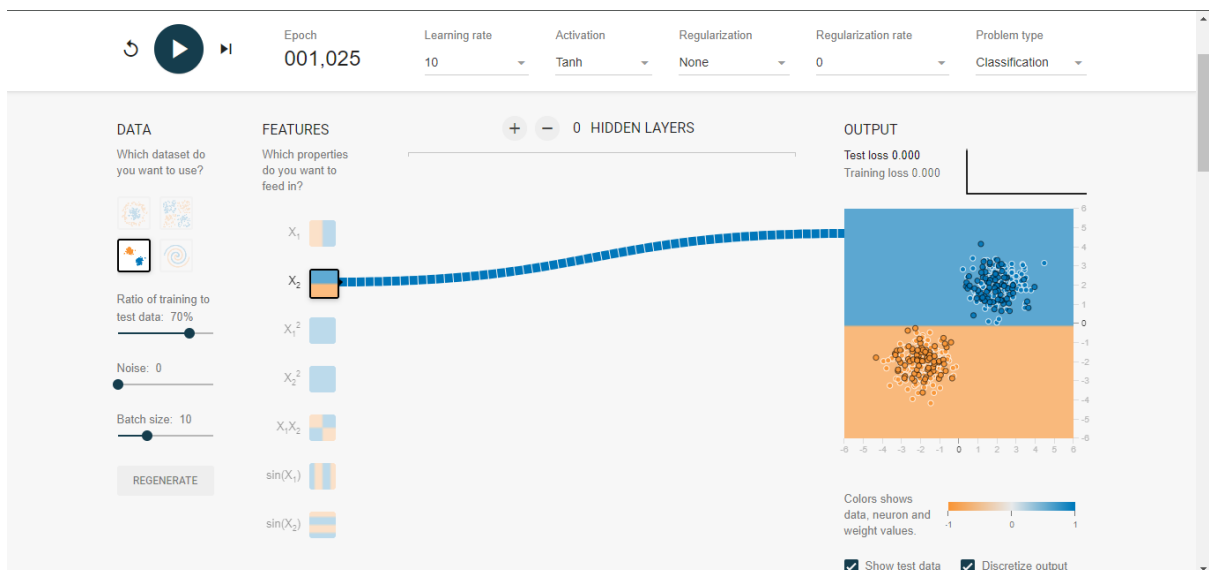 Epoch
001,025
Learning rate
10
Activation
Tanh
Regularization
None
Regularization rate
0
Problem type
Classification
DATA
Which dataset do
you want to use?
Ratio of training to
test data: 70%
Noise: 0
Batch size: 10
REGENERATE
FEATURES
Which properties
do you want to
feed in?
X₁
X₂
X₁²
X₂²
X₁X₂
sin(X₁)
sin(X₂)
+ − 0 HIDDEN LAYERS
OUTPUT
Test loss 0.000
Training loss 0.000
6
5
4
3
2
1
0
-1
-2
-3
-4
-5
-6
-6 -5 -4 -3 -2 -1 0 1 2 3 4 5 6
Colors shows
data, neuron and
weight values.
-1 0 1
Show test data
Discretize output